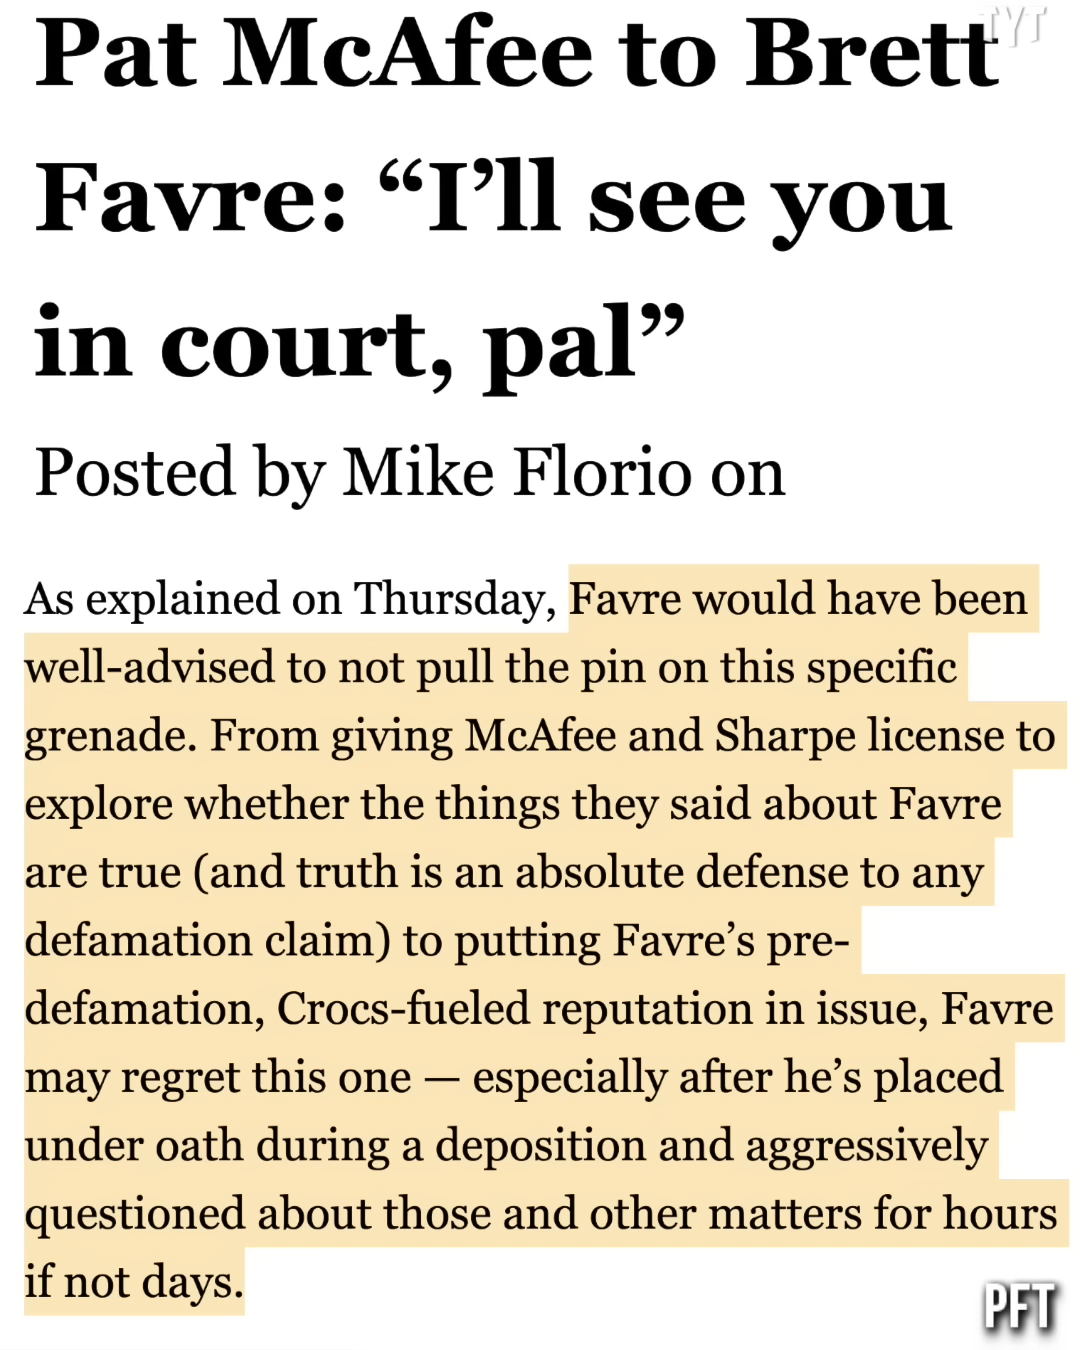 TYT
Pat McAfee to Brett
Favre: “I’ll see you
in court, pal”
Posted by Mike Florio on
As explained on Thursday, Favre would have been
well-advised to not pull the pin on this specific
grenade. From giving McAfee and Sharpe license to
explore whether the things they said about Favre
are true (and truth is an absolute defense to any
defamation claim) to putting Favre’s pre-
defamation, Crocs-fueled reputation in issue, Favre
may regret this one — especially after he’s placed
under oath during a deposition and aggressively
questioned about those and other matters for hours
if not days.
PFT